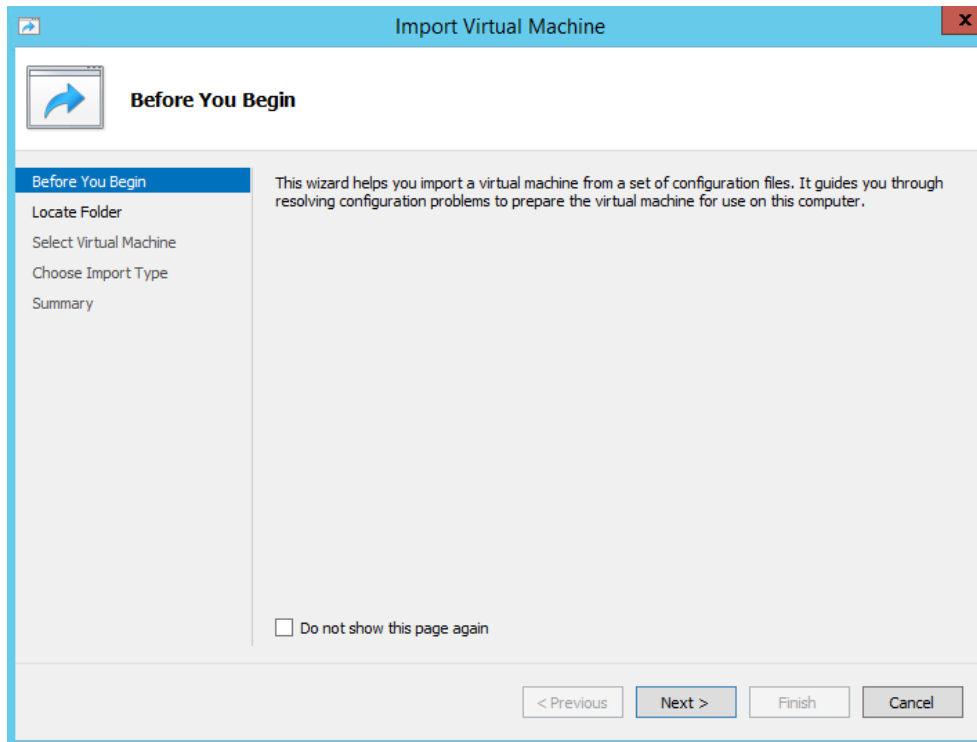 Import Virtual Machine
x
Before You Begin
Before You Begin
Locate Folder
Select Virtual Machine
Choose Import Type
Summary
This wizard helps you import a virtual machine from a set of configuration files. It guides you through
resolving configuration problems to prepare the virtual machine for use on this computer.
Do not show this page again
< Previous
Next >
Finish
Cancel